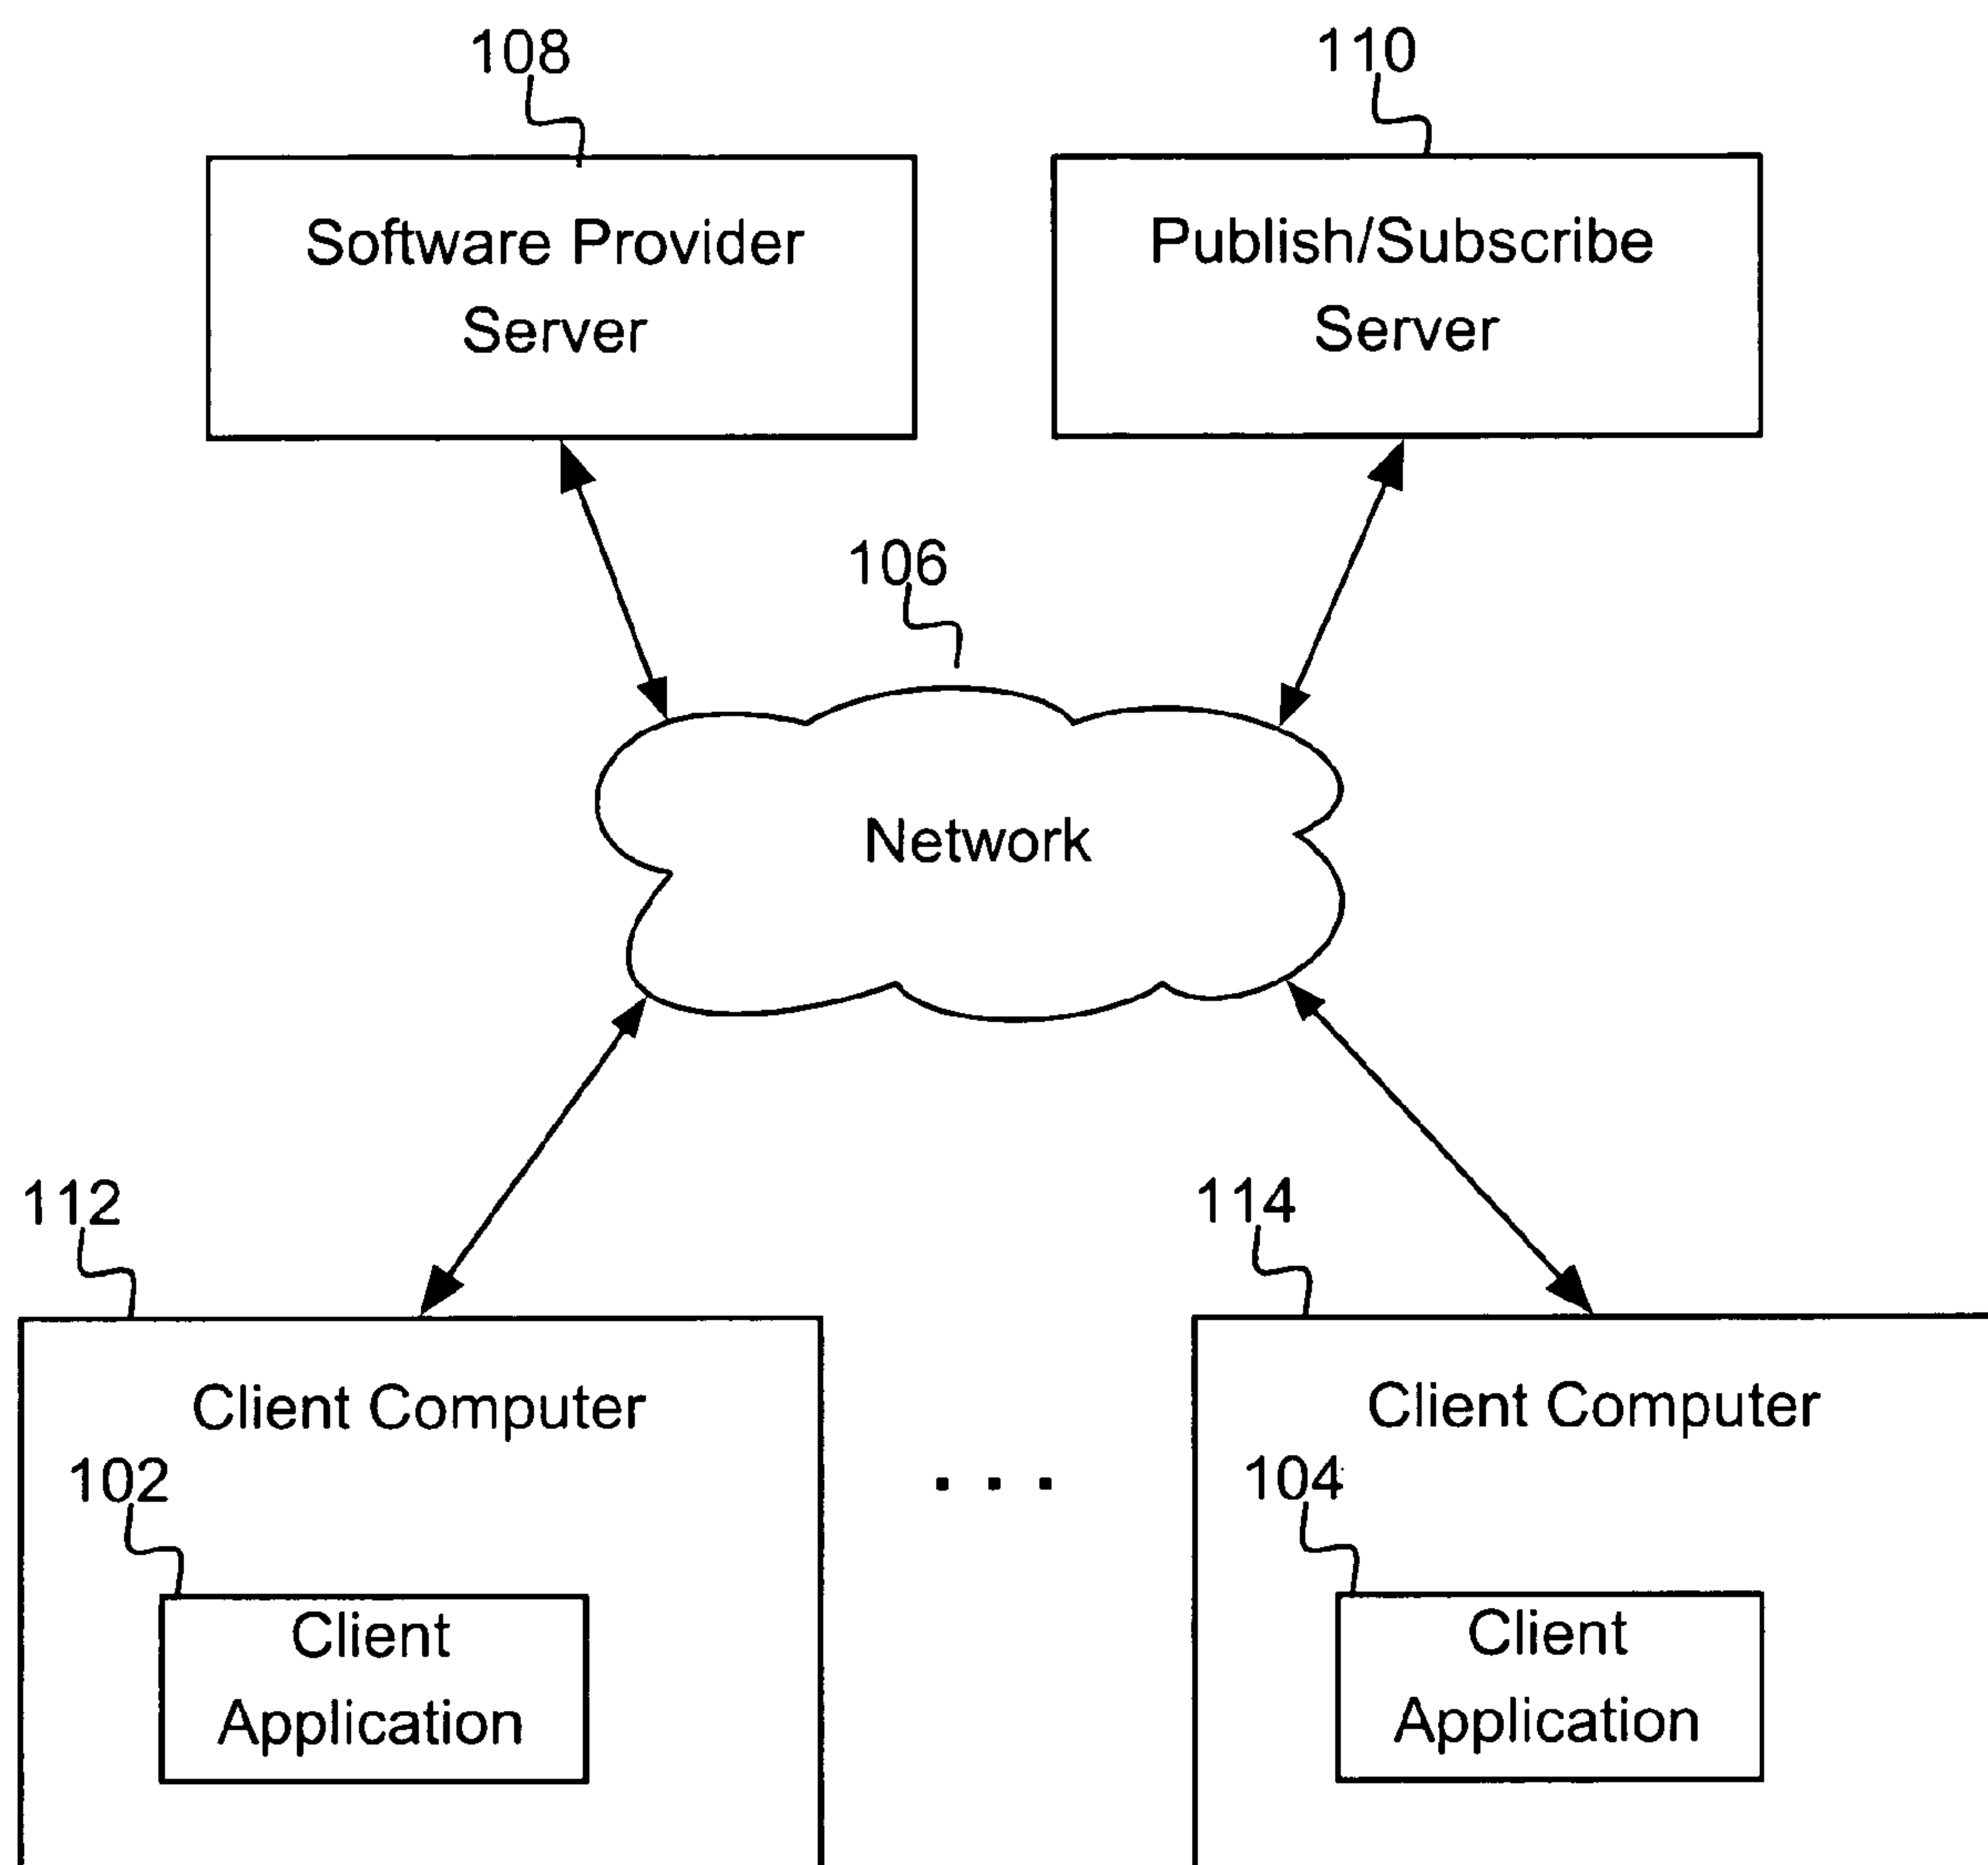 108
110
Software Provider
Server
Publish/Subscribe
Server
106
Network
112
114
Client Computer
Client Computer
102
104
. . .
Client
Application
Client
Application